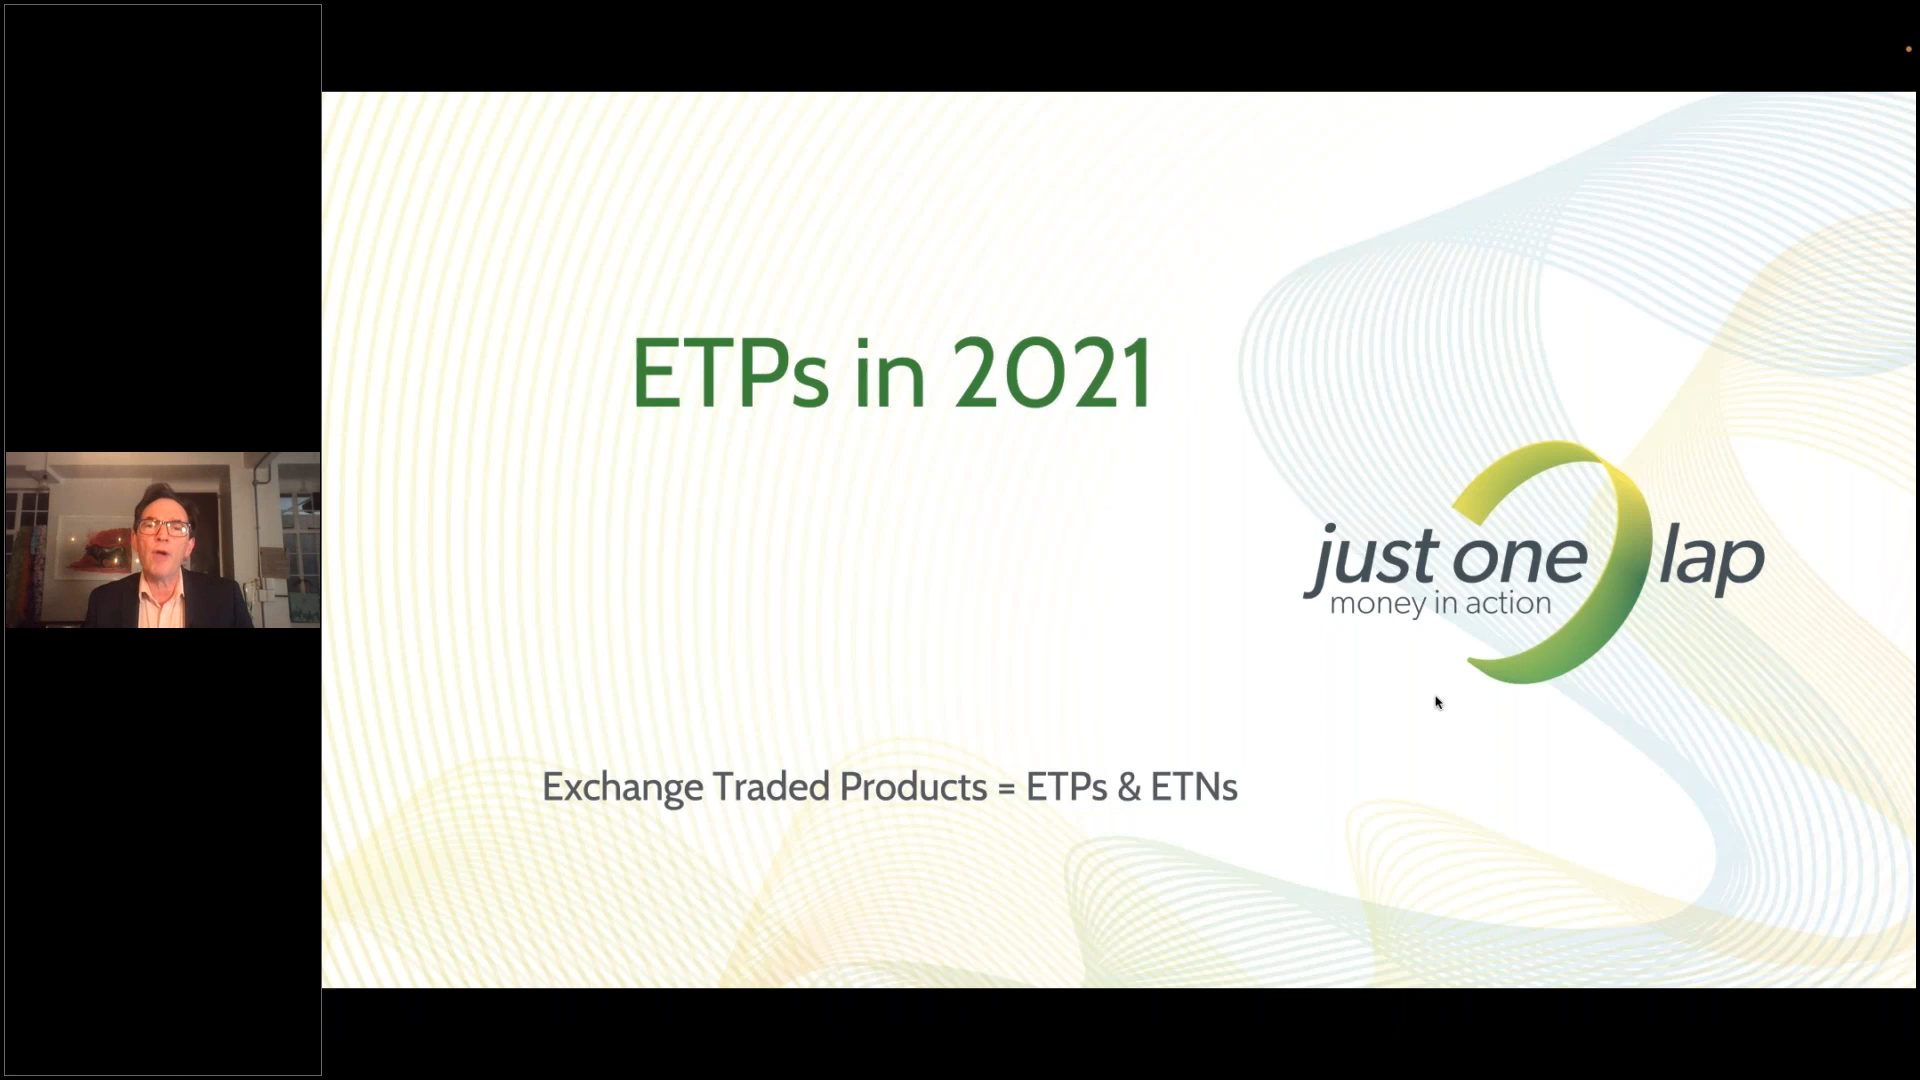 ETPs in 2021
just one lap
money in action
Exchange Traded Products = ETPs & ETNs